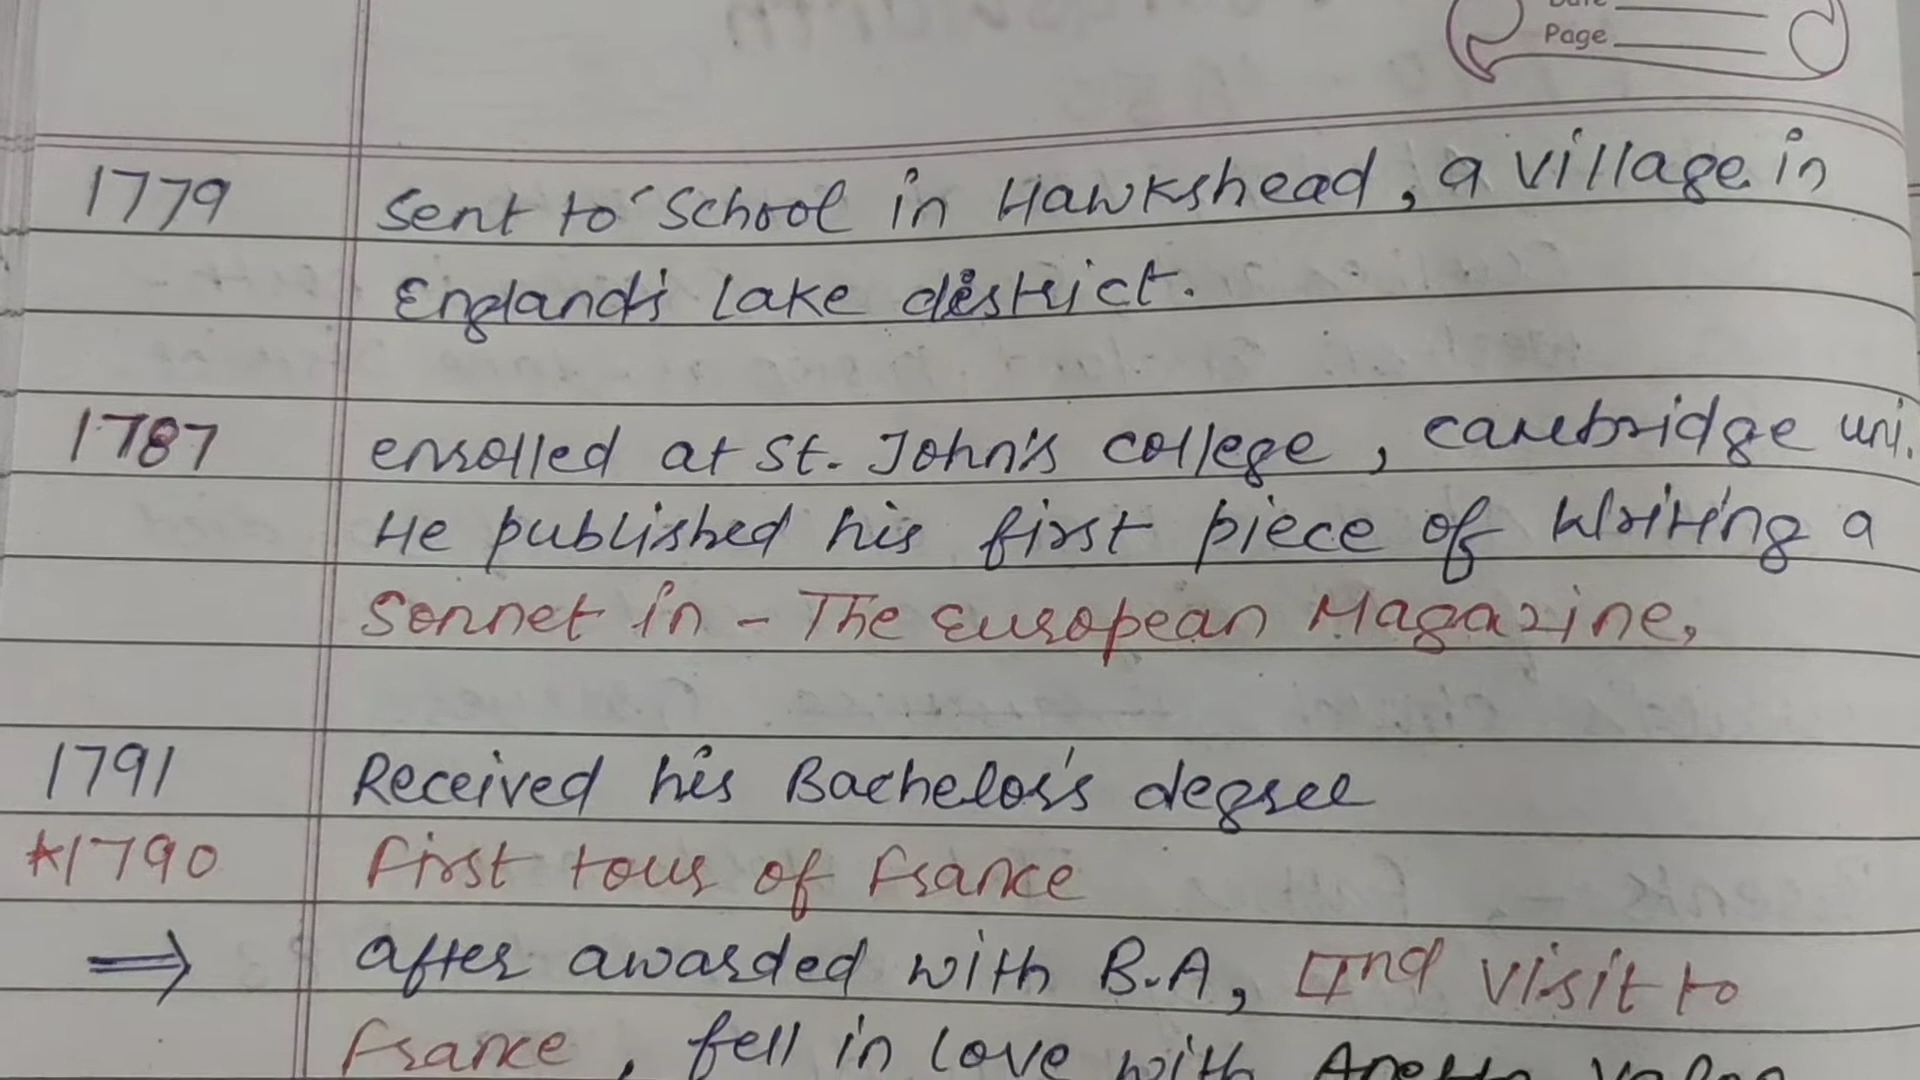 Page
1779 Sent to School in Hawkshead, a village in
England's Lake district.
1787 enrolled at St. John's college, cambridge uni.
He published his first piece of Writing a
Sonnet in - The European Magazine,
1791 Received his Bachelor's degree
*1790 First tour of France
⇒ after awarded with B.A, IInd visit to
France, fell in love with